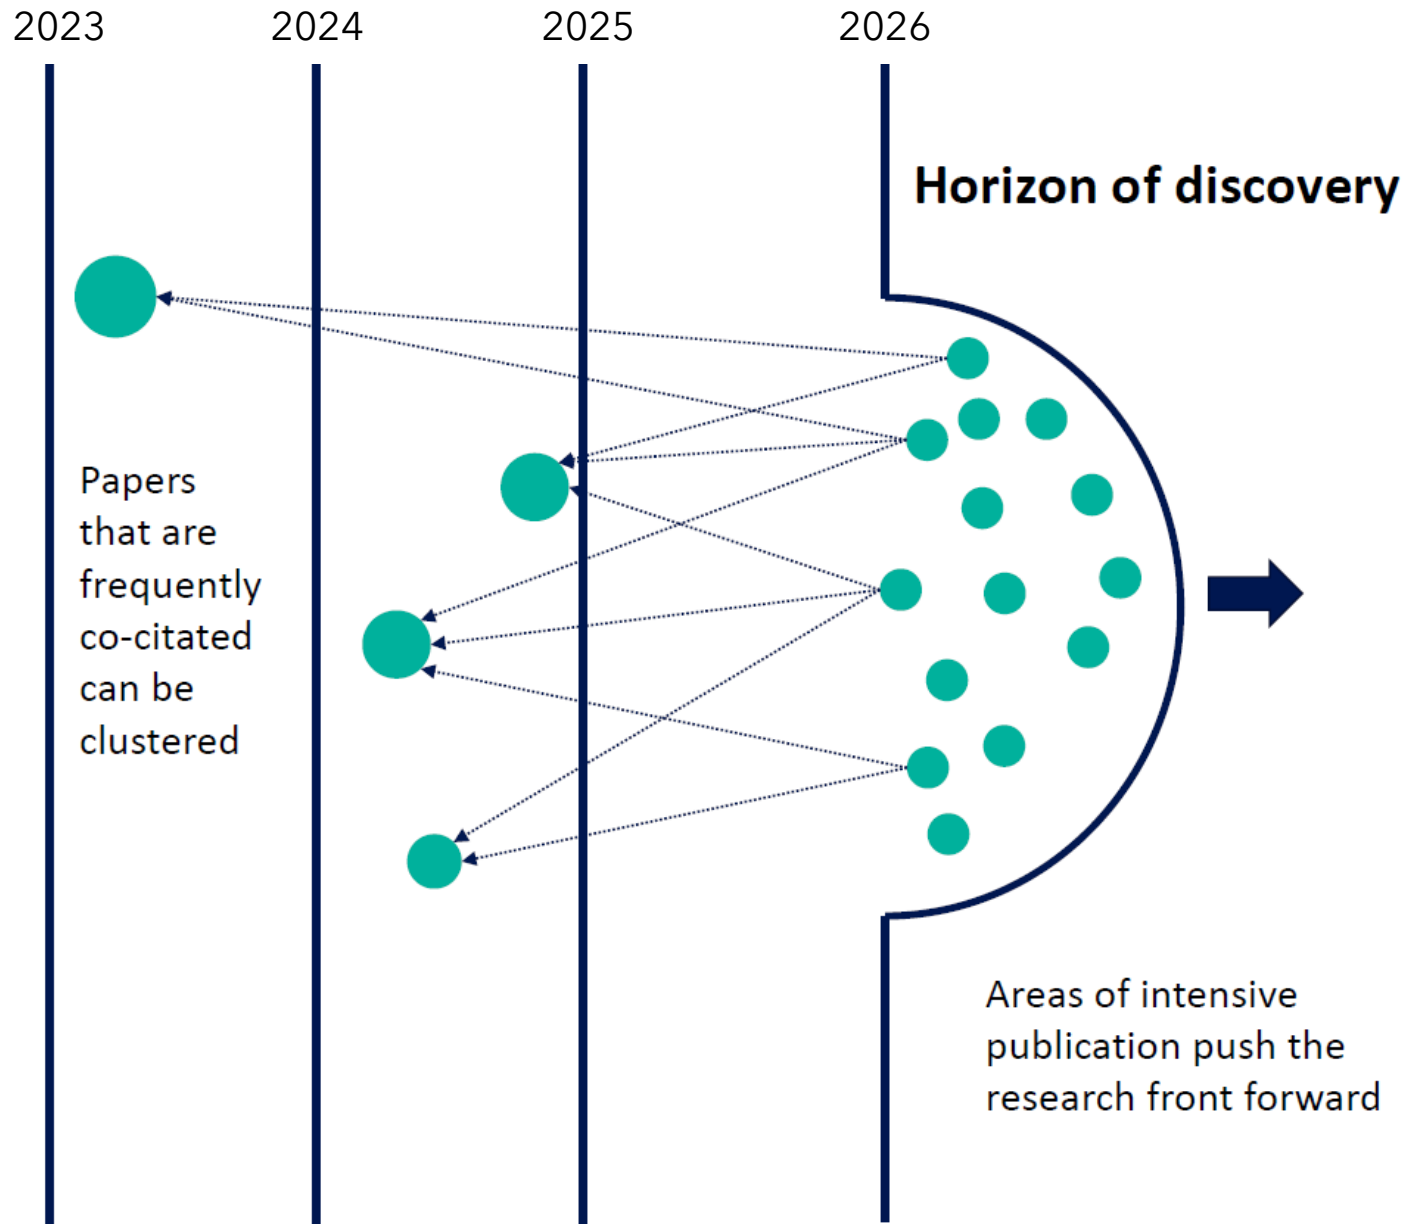 2023 2024 2025 2026
Horizon of discovery
Papers
that are
frequently
co-citated
can be
clustered
Areas of intensive
publication push the
research front forward